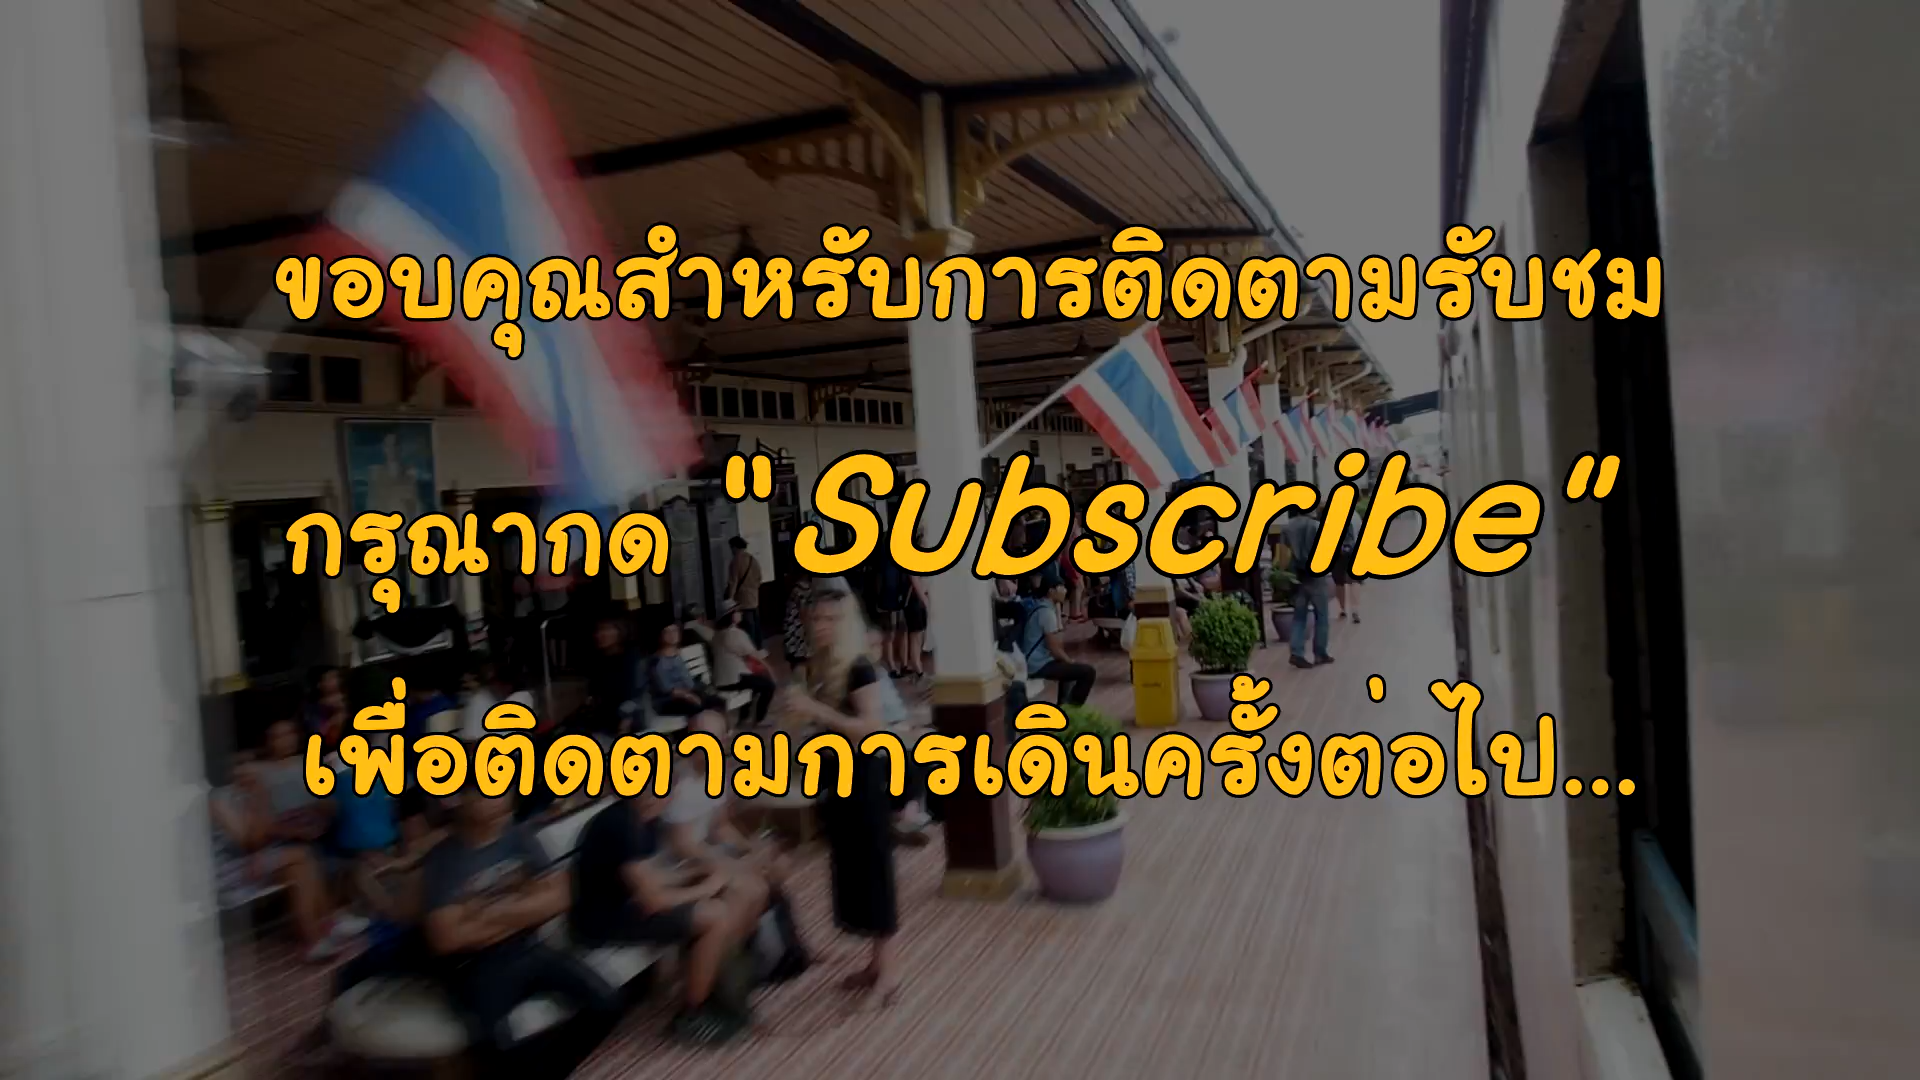 ขอบคุณสำหรับการติดตามรับชม
กรุณากด "Subscribe"
เพื่อติดตามการเดินครั้งต่อไป...